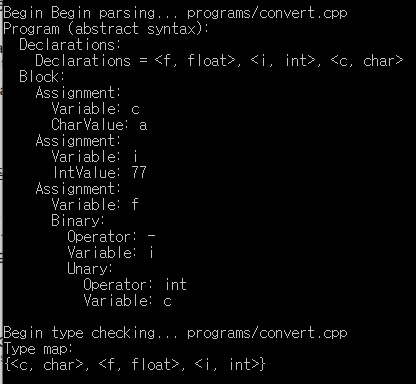 Begin Begin parsing... programs/convert.cpp
Program (abstract syntax):
  Declarations:
    Declarations = <f, float>, <i, int>, <c, char>
  Block:
    Assignment:
      Variable: c
      CharValue: a
    Assignment:
      Variable: i
      IntValue: 77
    Assignment:
      Variable: f
      Binary:
        Operator: -
        Variable: i
        Unary:
          Operator: int
          Variable: c
Begin type checking... programs/convert.cpp
Type map:
{<c, char>, <f, float>, <i, int>}